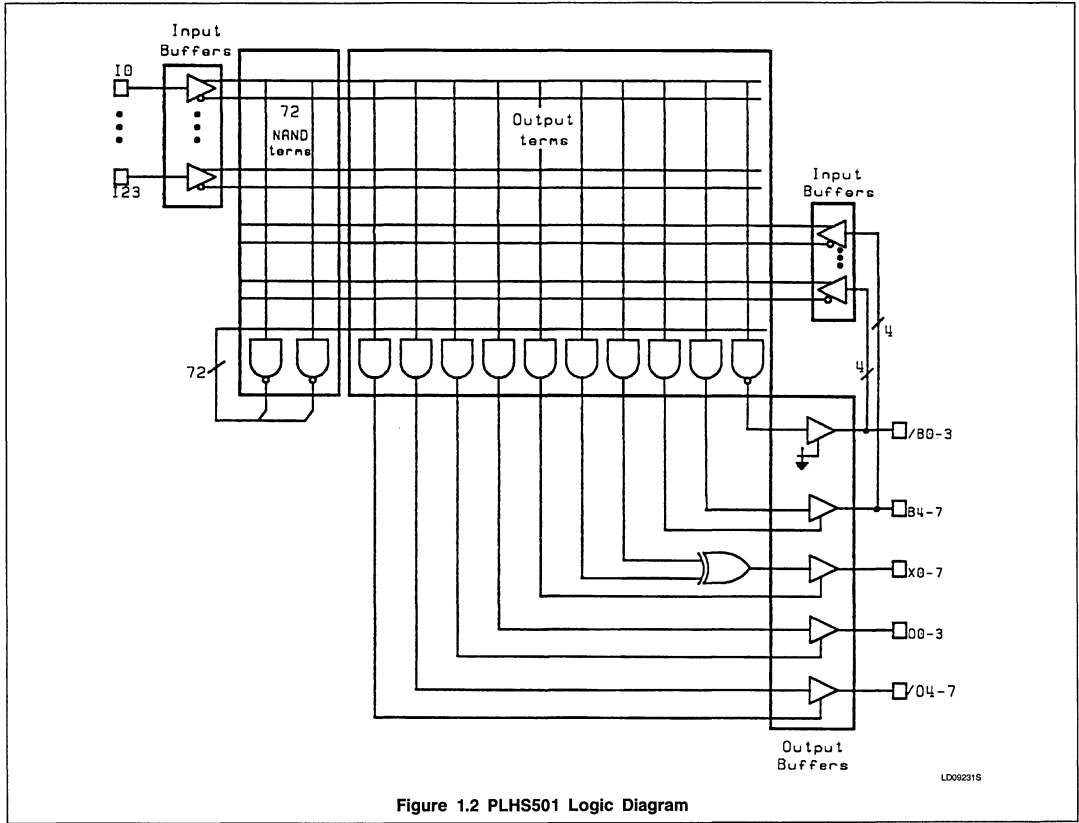 Input
Buffers
I0
I23
72
NAND
terms
Output
terms
Input
Buffers
4
4
72
/B0-3
B4-7
X0-7
O0-3
/O4-7
Output
Buffers
LD09231S
Figure 1.2 PLHS501 Logic Diagram